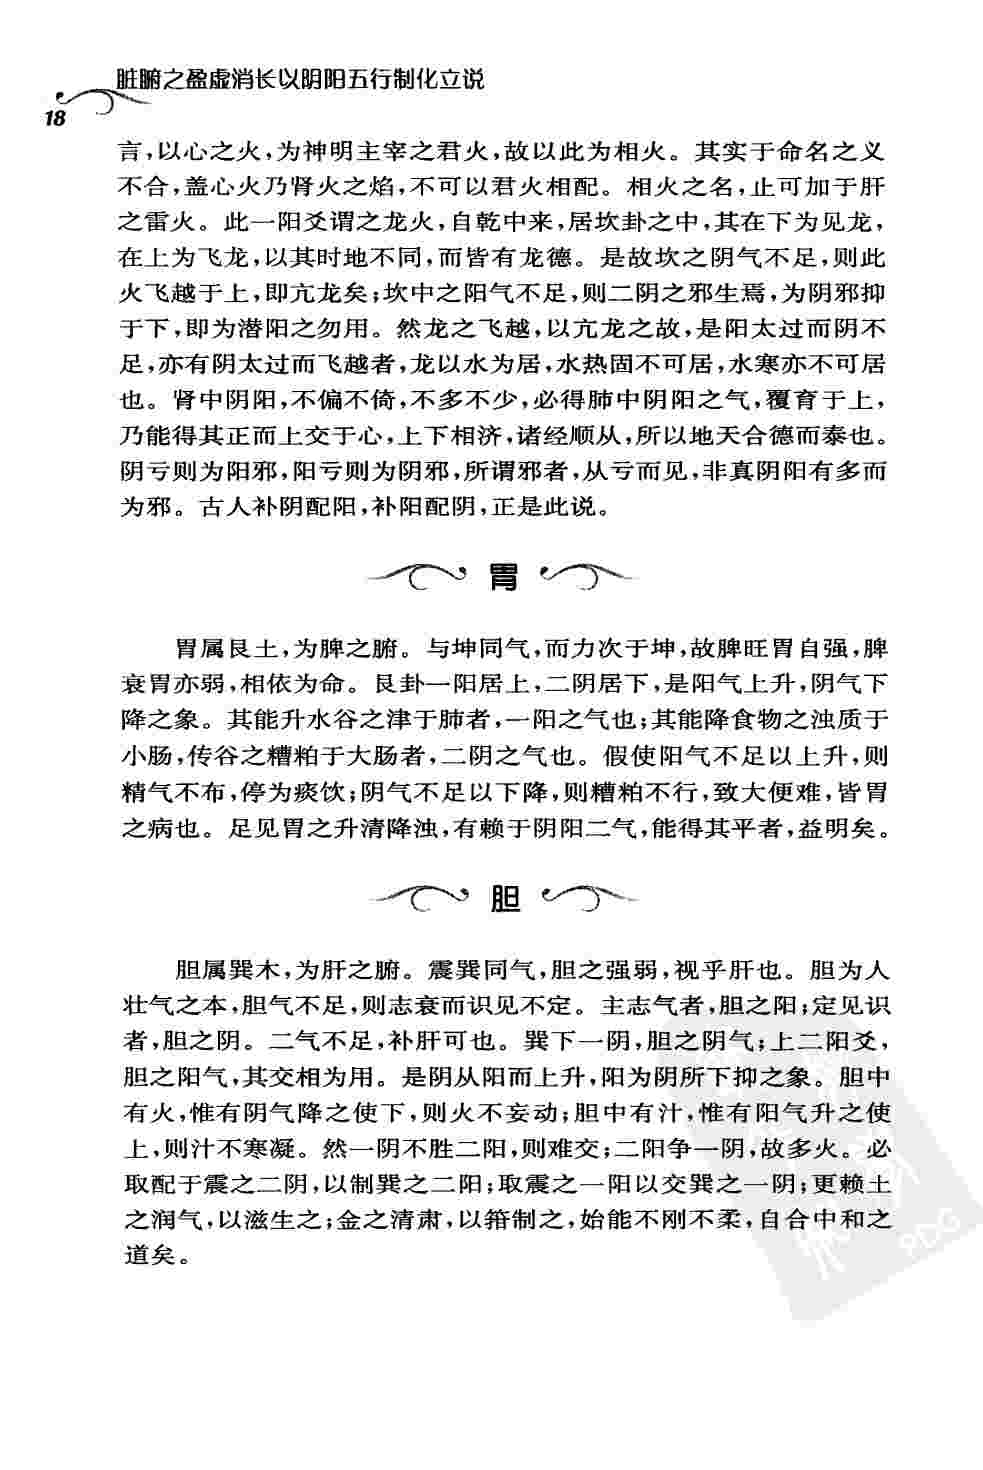 脏腑之盈虚消长以阴阳五行制化立说
18
言,以心之火,为神明主宰之君火,故以此为相火。其实于命名之义
不合,盖心火乃肾火之焰,不可以君火相配。相火之名,止可加于肝
之雷火。此一阳爻谓之龙火,自乾中来,居坎卦之中,其在下为见龙,
在上为飞龙,以其时地不同,而皆有龙德。是故坎之阴气不足,则此
火飞越于上,即亢龙矣;坎中之阳气不足,则二阴之邪生焉,为阴邪抑
于下,即为潜阳之勿用。然龙之飞越,以亢龙之故,是阳太过而阴不
足,亦有阴太过而飞越者,龙以水为居,水热固不可居,水寒亦不可居
也。肾中阴阳,不偏不倚,不多不少,必得肺中阴阳之气,覆育于上,
乃能得其正而上交于心,上下相济,诸经顺从,所以地天合德而泰也。
阴亏则为阳邪,阳亏则为阴邪,所谓邪者,从亏而见,非真阴阳有多而
为邪。古人补阴配阳,补阳配阴,正是此说。
胃
胃属艮土,为脾之腑。与坤同气,而力次于坤,故脾旺胃自强,脾
衰胃亦弱,相依为命。艮卦一阳居上,二阴居下,是阳气上升,阴气下
降之象。其能升水谷之津于肺者,一阳之气也;其能降食物之浊质于
小肠,传谷之糟粕于大肠者,二阴之气也。假使阳气不足以上升,则
精气不布,停为痰饮;阴气不足以下降,则糟粕不行,致大便难,皆胃
之病也。足见胃之升清降浊,有赖于阴阳二气,能得其平者,益明矣。
胆
胆属巽木,为肝之腑。震巽同气,胆之强弱,视乎肝也。胆为人
壮气之本,胆气不足,则志衰而识见不定。主志气者,胆之阳;定见识
者,胆之阴。二气不足,补肝可也。巽下一阴,胆之阴气;上二阳爻,
胆之阳气,其交相为用。是阴从阳而上升,阳为阴所下抑之象。胆中
有火,惟有阴气降之使下,则火不妄动;胆中有汁,惟有阳气升之使
上,则汁不寒凝。然一阴不胜二阳,则难交;二阳争一阴,故多火。必
取配于震之二阴,以制巽之二阳;取震之一阳以交巽之一阴;更赖土
之润气,以滋生之;金之清肃,以箝制之,始能不刚不柔,自合中和之
道矣。
PDG